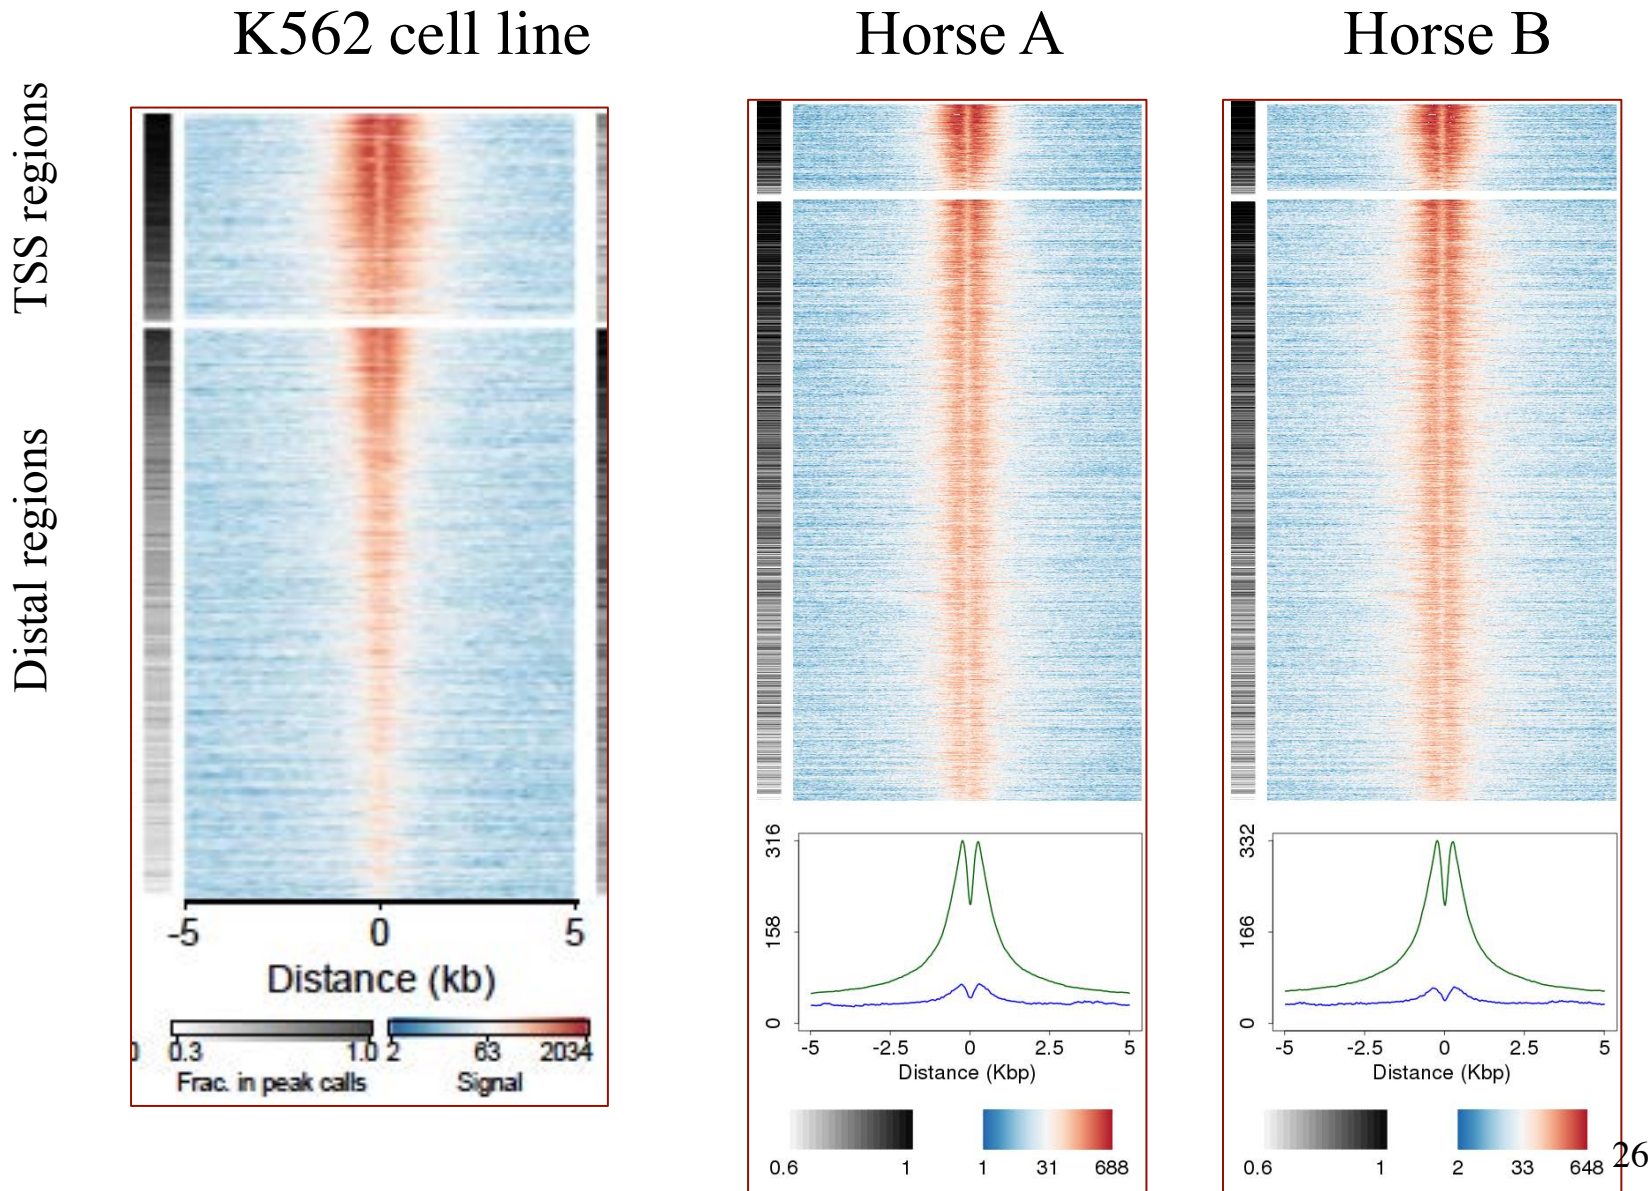 K562 cell line
Horse A
Horse B
TSS regions
Distal regions
-5 0 5
Distance (kb)
0.3 1.0 2 63 2034
Frac. in peak calls Signal
316
158
0
-5 -2.5 0 2.5 5
Distance (Kbp)
0.6 1 1 31 688
332
166
0
-5 -2.5 0 2.5 5
Distance (Kbp)
0.6 1 2 33 648
26